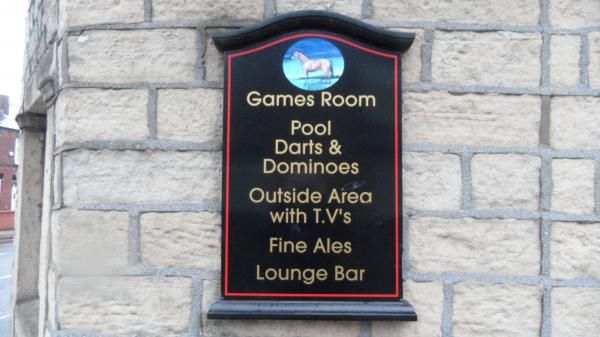 Games Room
Pool
Darts &
Dominoes
Outside Area
with T.V's
Fine Ales
Lounge Bar